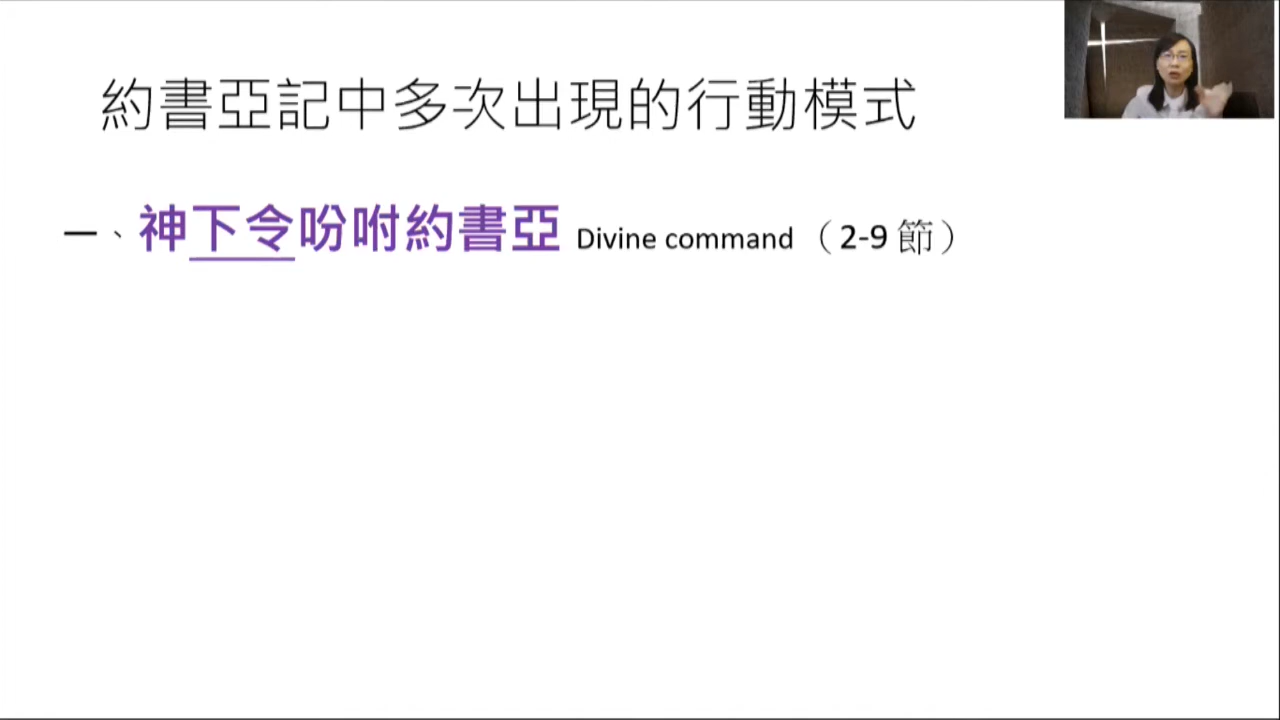 約書亞記中多次出現的行動模式
一、神下令吩咐約書亞 Divine command （2-9 節）